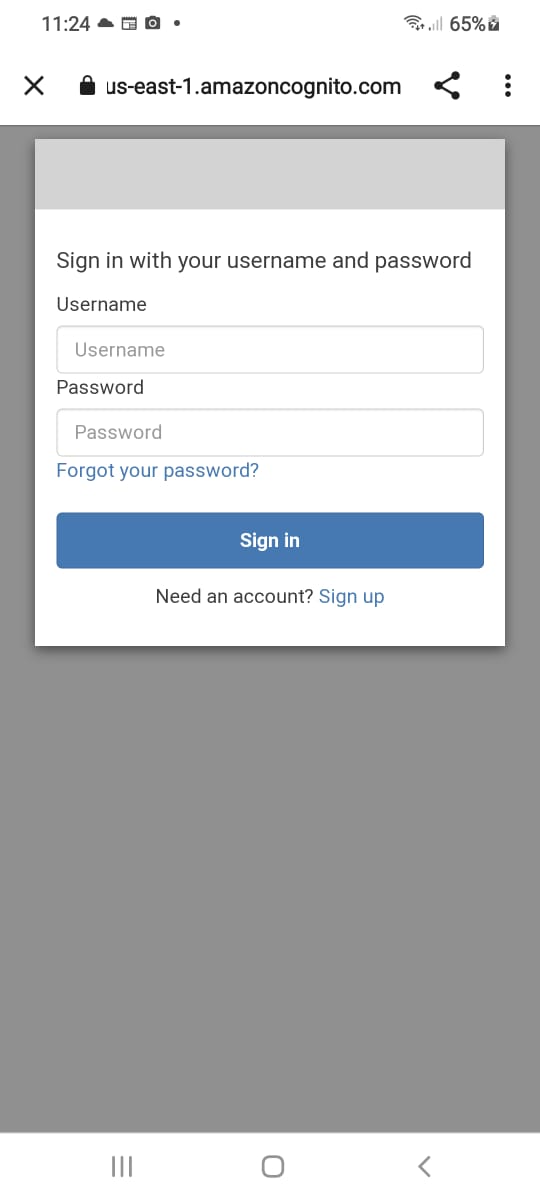 11:24 65%
us-east-1.amazoncognito.com
Sign in with your username and password
Username
Username
Password
Password
Forgot your password?
Sign in
Need an account? Sign up